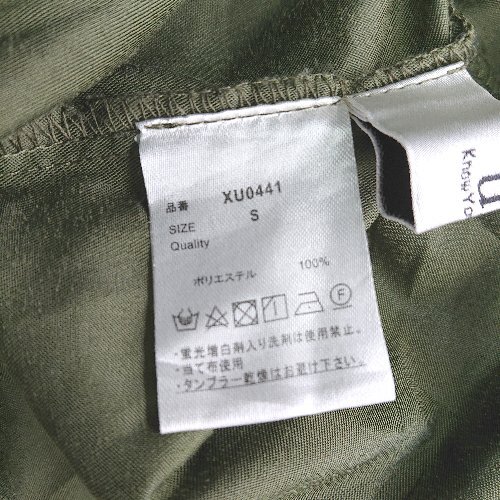 品番 XU0441
SIZE S
Quality
ポリエステル 100%
・蛍光増白剤入り洗剤は使用禁止。
・当て布使用
・タンブラー乾燥はお避け下さい。
u
KnowYo